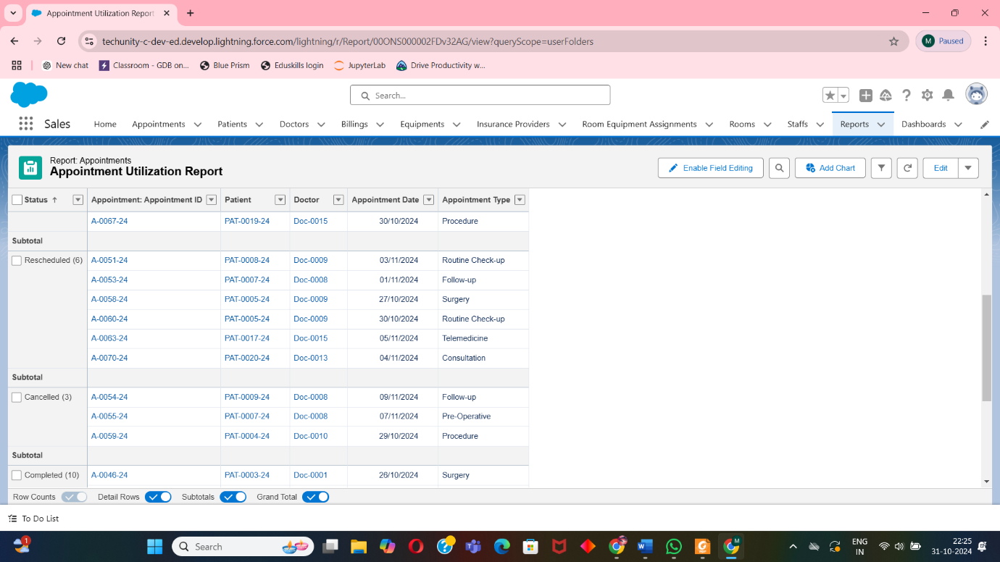 Appointment Utilization Report
techunity-c-dev-ed.develop.lightning.force.com/lightning/r/Report/00ONS000002FDv32AG/view?queryScope=userFolders
M Paused
New chat Classroom - GDB on... Blue Prism Eduskills login JupyterLab Drive Productivity w...
Search...
Sales Home Appointments Patients Doctors Billings Equipments Insurance Providers Room Equipment Assignments Rooms Staffs Reports Dashboards
Report: Appointments
Appointment Utilization Report
Enable Field Editing Add Chart Edit
Status ↑ Appointment: Appointment ID Patient Doctor Appointment Date Appointment Type
A-0067-24 PAT-0019-24 Doc-0015 30/10/2024 Procedure
Subtotal
Rescheduled (6) A-0051-24 PAT-0008-24 Doc-0009 03/11/2024 Routine Check-up
A-0053-24 PAT-0007-24 Doc-0008 01/11/2024 Follow-up
A-0058-24 PAT-0005-24 Doc-0009 27/10/2024 Surgery
A-0060-24 PAT-0005-24 Doc-0009 30/10/2024 Routine Check-up
A-0063-24 PAT-0017-24 Doc-0015 05/11/2024 Telemedicine
A-0070-24 PAT-0020-24 Doc-0013 04/11/2024 Consultation
Subtotal
Cancelled (3) A-0054-24 PAT-0009-24 Doc-0008 09/11/2024 Follow-up
A-0055-24 PAT-0007-24 Doc-0008 07/11/2024 Pre-Operative
A-0059-24 PAT-0004-24 Doc-0010 29/10/2024 Procedure
Subtotal
Completed (10) A-0046-24 PAT-0003-24 Doc-0001 26/10/2024 Surgery
Row Counts Detail Rows Subtotals Grand Total
To Do List
1 Search M ENG 22:25
IN 31-10-2024